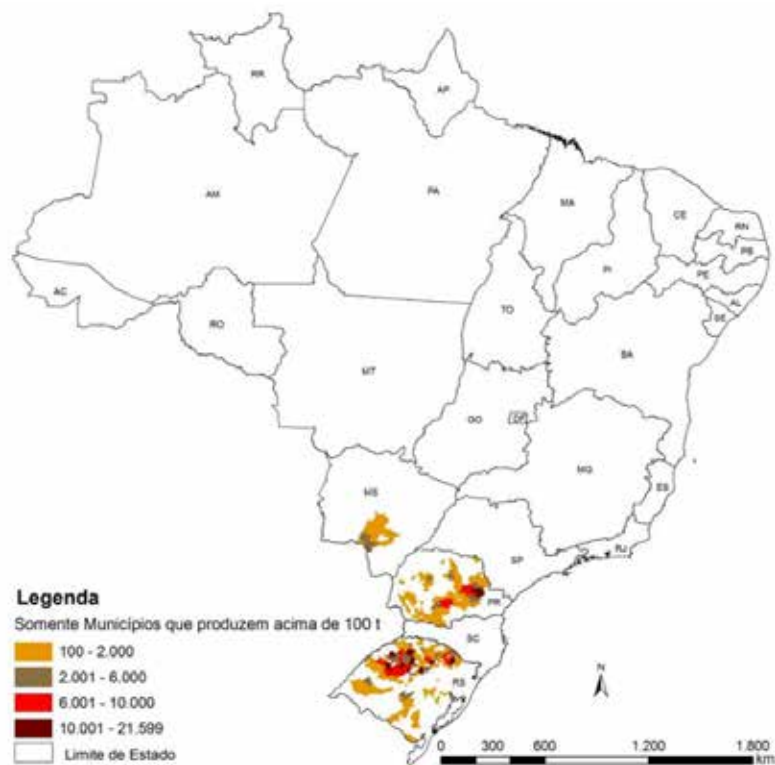 RR
AP
AM
PA
MA
CE
RN
PB
PI
PE
AC
AL
TO
SE
RO
BA
MT
GO
DF
MG
MS
ES
SP
RJ
PR
Legenda
Somente Municípios que produzem acima de 100 t
SC
100 - 2.000
2.001 - 6.000
N
RS
6.001 - 10.000
10.001 - 21.599
0 300 600 1.200 1.800
Limite de Estado
km